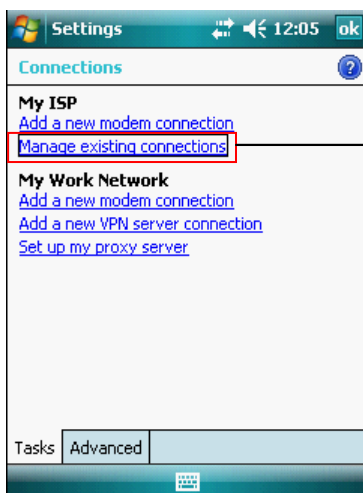 Settings 12:05 ok
Connections ?
My ISP
Add a new modem connection
Manage existing connections
My Work Network
Add a new modem connection
Add a new VPN server connection
Set up my proxy server
Tasks Advanced